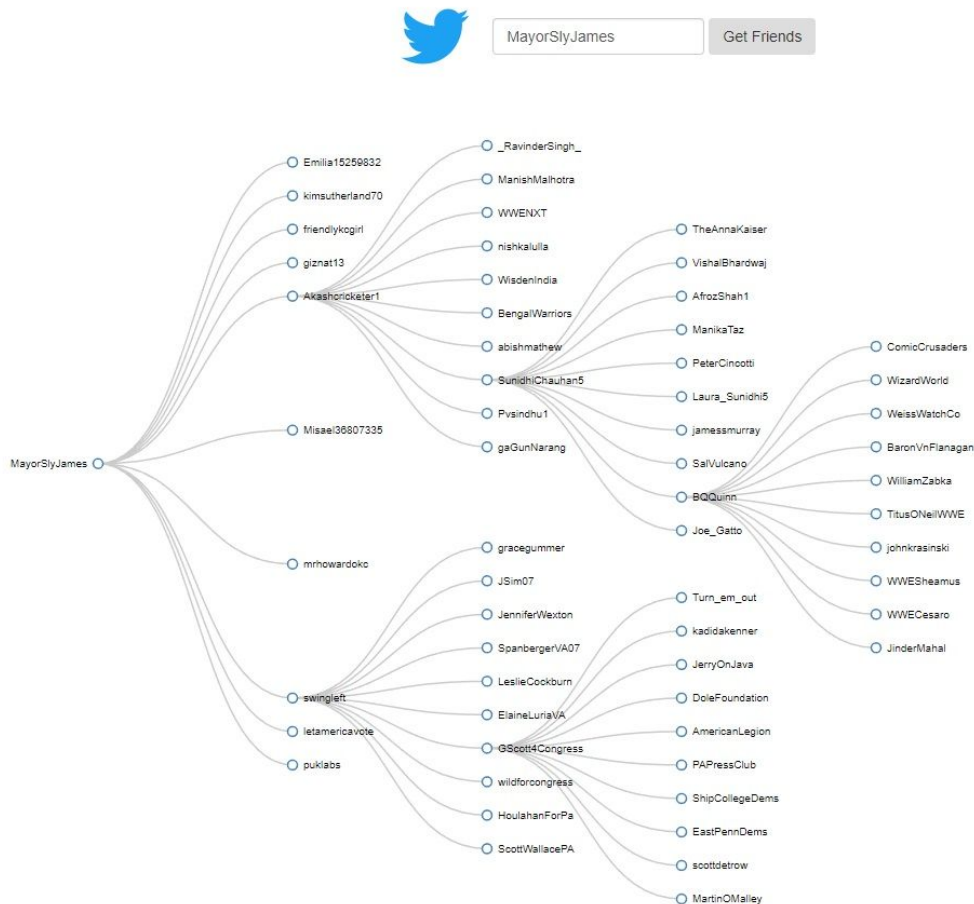 MayorSlyJames
Get Friends
MayorSlyJames
Emilia15259832
kimsutherland70
friendlykcgirl
giznat13
Akashcricketer1
Misael36807335
mrhowardokc
swingleft
letamericavote
puklabs
_RavinderSingh_
ManishMalhotra
WWENXT
nishkalulla
WisdenIndia
BengalWarriors
abishmathew
SunidhiChauhan5
Pvsindhu1
gaGunNarang
gracegummer
JSim07
JenniferWexton
SpanbergerVA07
LeslieCockburn
ElaineLuriaVA
GScott4Congress
wildforcongress
HoulahanForPa
ScottWallacePA
TheAnnaKaiser
VishalBhardwaj
AfrozShah1
ManikaTaz
PeterCincotti
Laura_Sunidhi5
jamessmurray
SalVulcano
BQQuinn
Joe_Gatto
Turn_em_out
kadidakenner
JerryOnJava
DoleFoundation
AmericanLegion
PAPressClub
ShipCollegeDems
EastPennDems
scottdetrow
MartinOMalley
ComicCrusaders
WizardWorld
WeissWatchCo
BaronVnFlanagan
WilliamZabka
TitusONeilWWE
johnkrasinski
WWESheamus
WWECesaro
JinderMahal